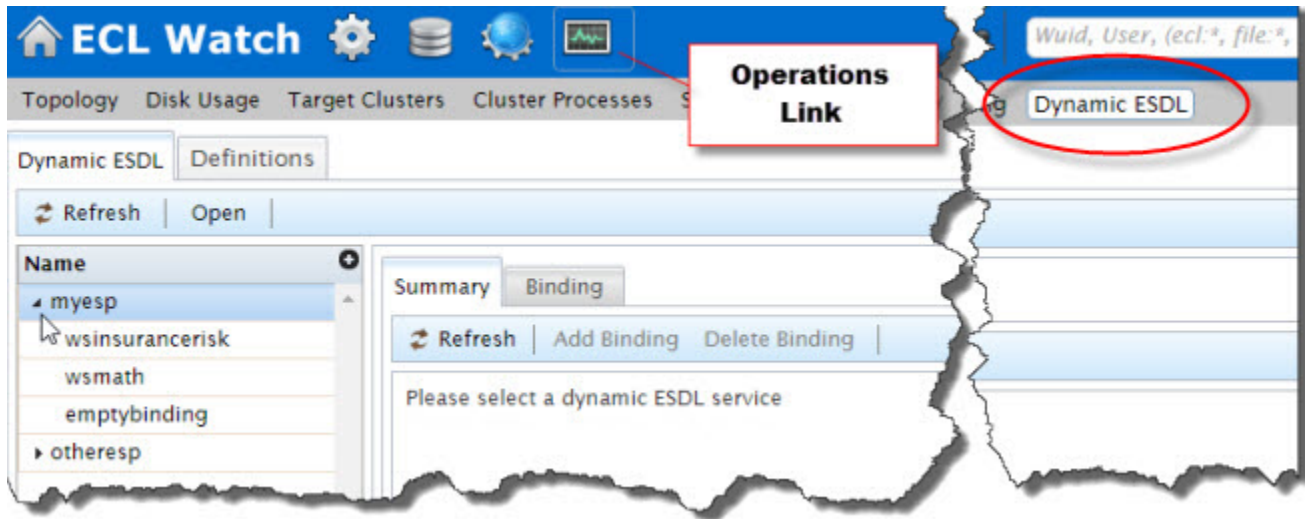 ECL Watch
Wuid, User, (ecl:*, file:*,
Operations
Link
Topology Disk Usage Target Clusters Cluster Processes Dynamic ESDL
Dynamic ESDL Definitions
Refresh Open
Name
myesp
wsinsurancerisk
wsmath
emptybinding
otheresp
Summary Binding
Refresh Add Binding Delete Binding
Please select a dynamic ESDL service